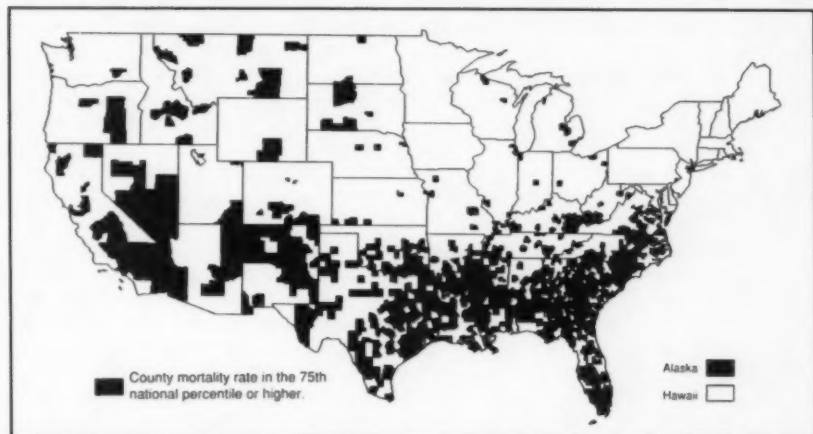 County mortality rate in the 75th
national percentile or higher.
Alaska
Hawaii